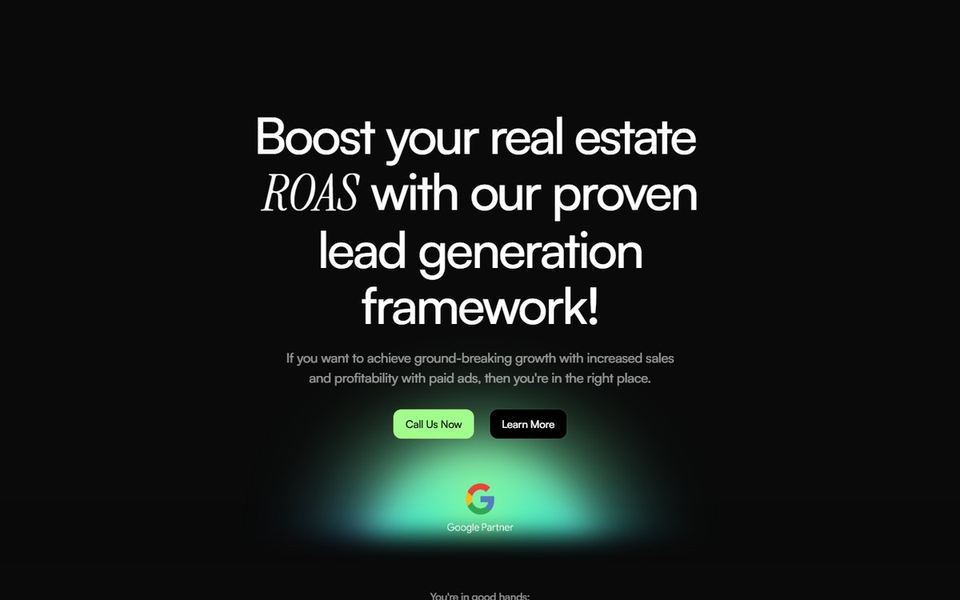 Boost your real estate
ROAS with our proven
lead generation
framework!
If you want to achieve ground-breaking growth with increased sales
and profitability with paid ads, then you're in the right place.
Call Us Now
Learn More
Google Partner
You're in good hands: